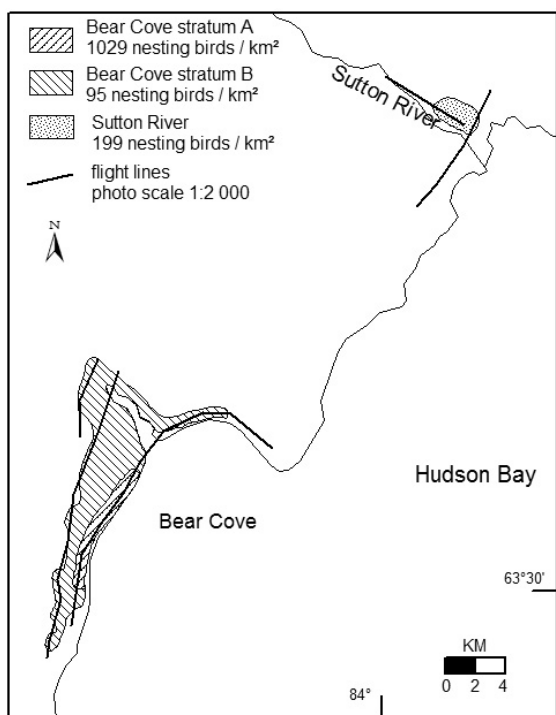 Bear Cove stratum A
1029 nesting birds / km²
Bear Cove stratum B
95 nesting birds / km²
Sutton River
199 nesting birds / km²
flight lines
photo scale 1:2 000
Sutton River
N
Hudson Bay
Bear Cove
63°30'
KM
0 2 4
84°